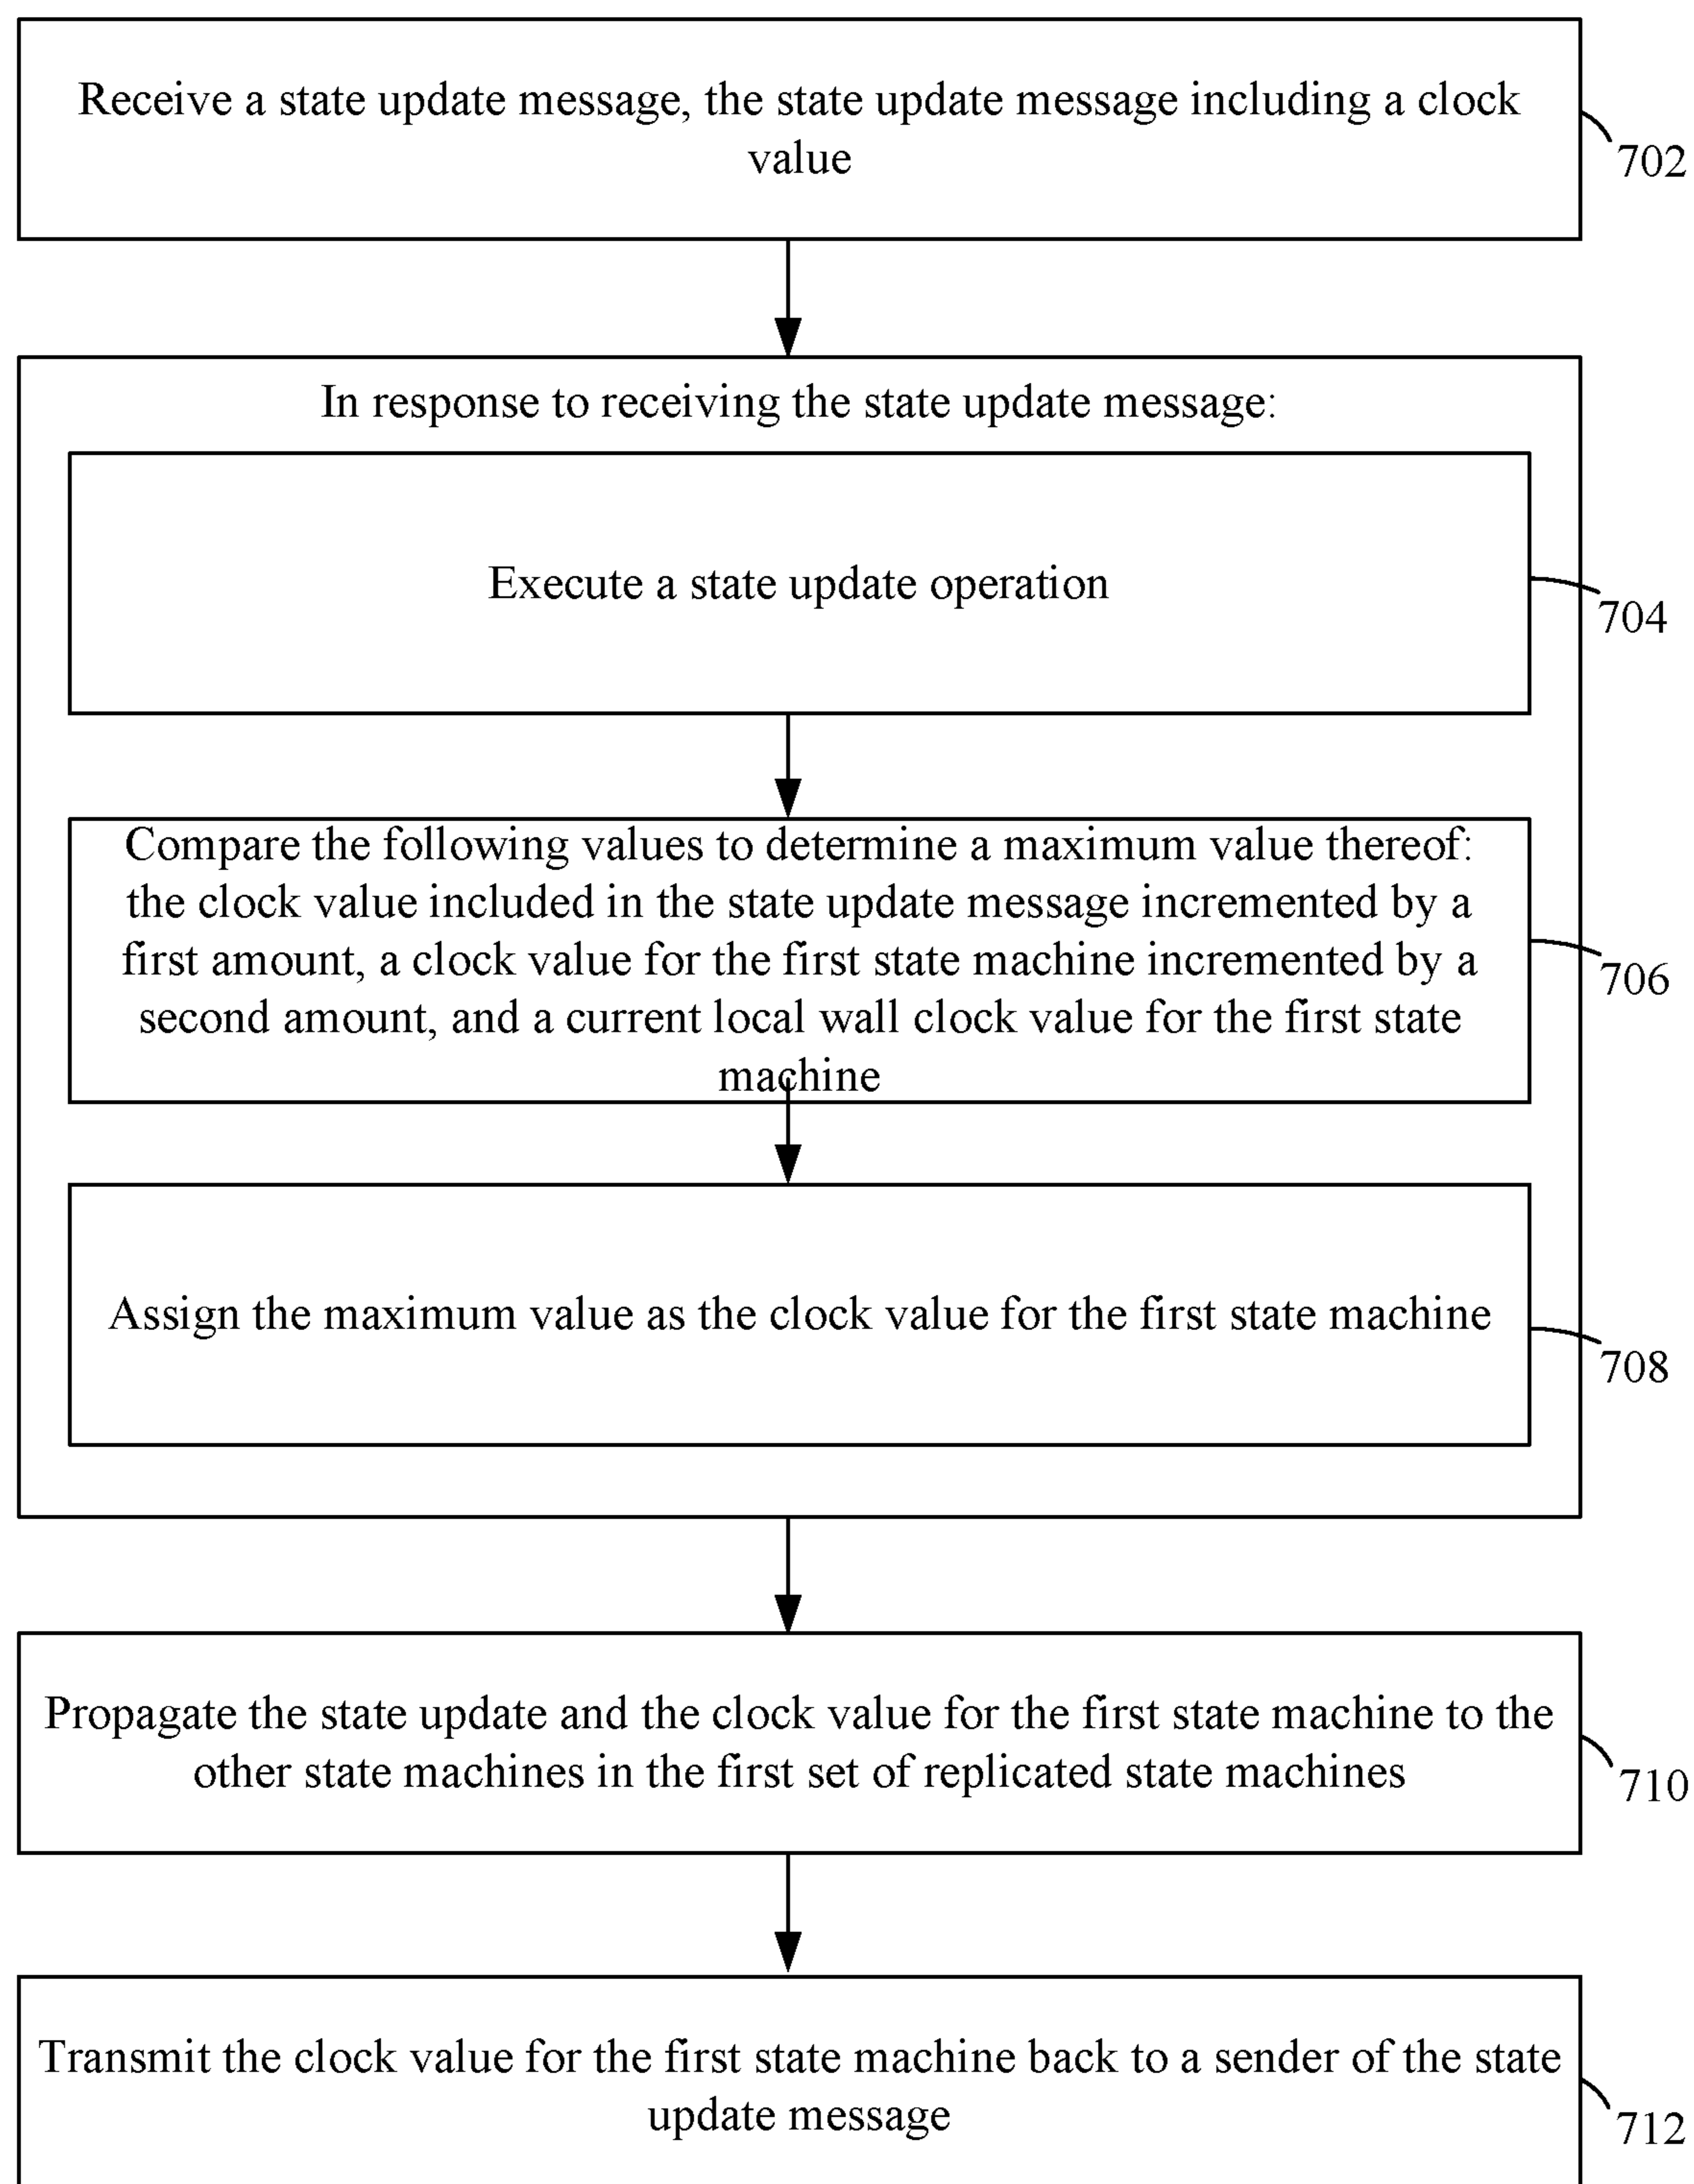 Receive a state update message, the state update message including a clock
value
702
In response to receiving the state update message:
Execute a state update operation
704
Compare the following values to determine a maximum value thereof:
the clock value included in the state update message incremented by a
first amount, a clock value for the first state machine incremented by a
second amount, and a current local wall clock value for the first state
machine
706
Assign the maximum value as the clock value for the first state machine
708
Propagate the state update and the clock value for the first state machine to the
other state machines in the first set of replicated state machines
710
Transmit the clock value for the first state machine back to a sender of the state
update message
712